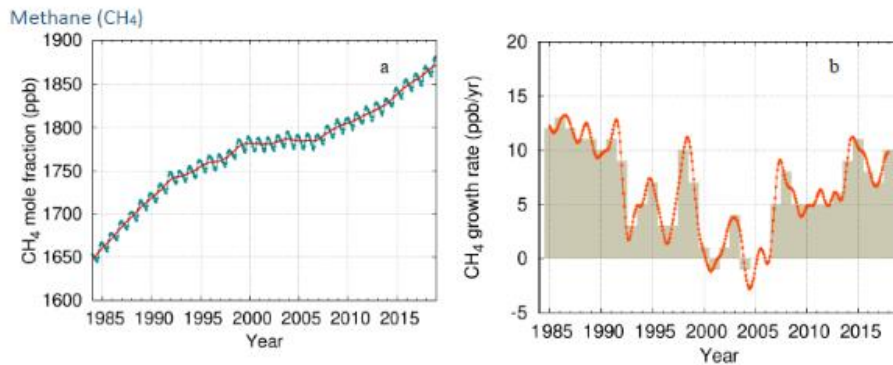 Methane (CH₄)
1900
1850
1800
1750
1700
1650
1600
CH₄ mole fraction (ppb)
a
1985 1990 1995 2000 2005 2010 2015
Year
20
15
10
5
0
-5
CH₄ growth rate (ppb/yr)
b
1985 1990 1995 2000 2005 2010 2015
Year